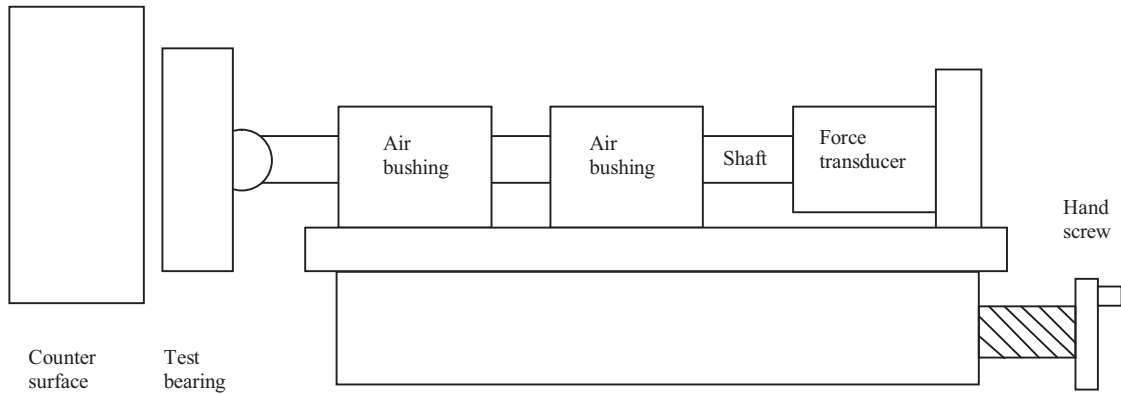 Air
bushing
Air
bushing
Shaft
Force
transducer
Hand
screw
Counter
surface
Test
bearing